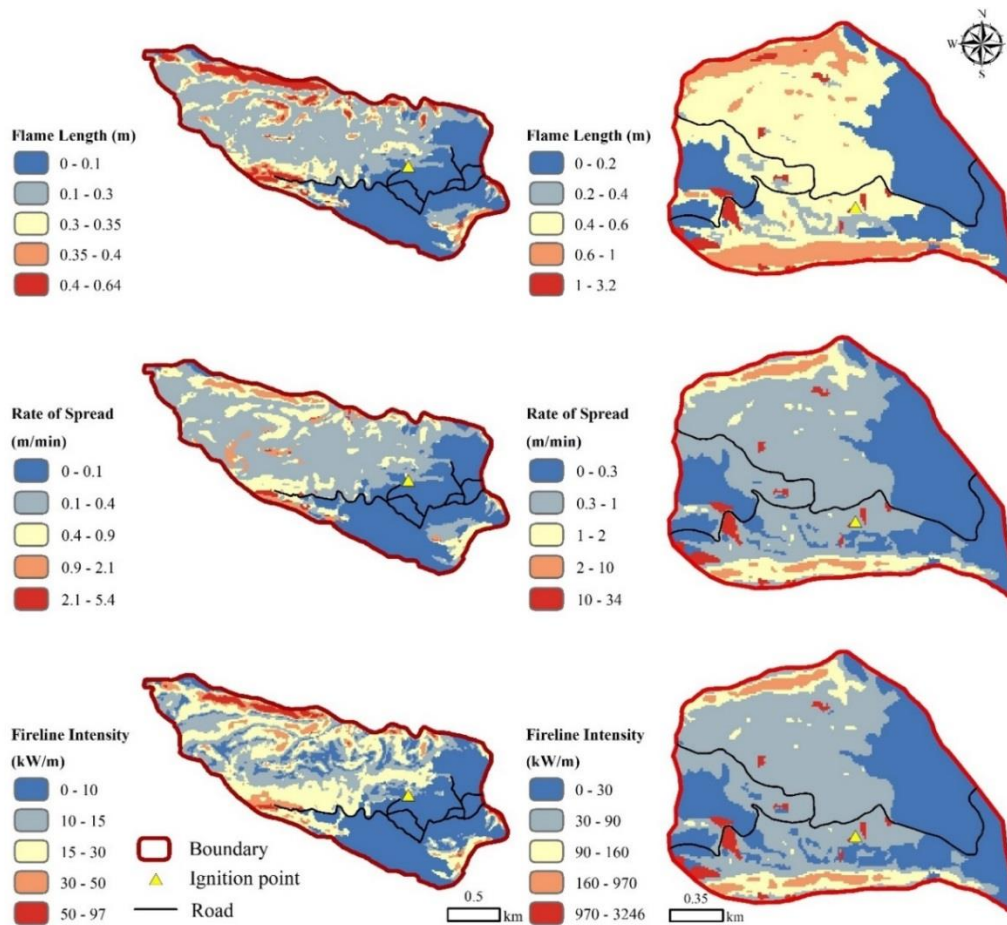 N
W
E
S
Flame Length (m)
0 - 0.1
0.1 - 0.3
0.3 - 0.35
0.35 - 0.4
0.4 - 0.64
Flame Length (m)
0 - 0.2
0.2 - 0.4
0.4 - 0.6
0.6 - 1
1 - 3.2
Rate of Spread
(m/min)
0 - 0.1
0.1 - 0.4
0.4 - 0.9
0.9 - 2.1
2.1 - 5.4
Rate of Spread
(m/min)
0 - 0.3
0.3 - 1
1 - 2
2 - 10
10 - 34
Fireline Intensity
(kW/m)
0 - 10
10 - 15
15 - 30
30 - 50
50 - 97
Boundary
Ignition point
Road
0.5
km
Fireline Intensity
(kW/m)
0 - 30
30 - 90
90 - 160
160 - 970
970 - 3246
0.35
km